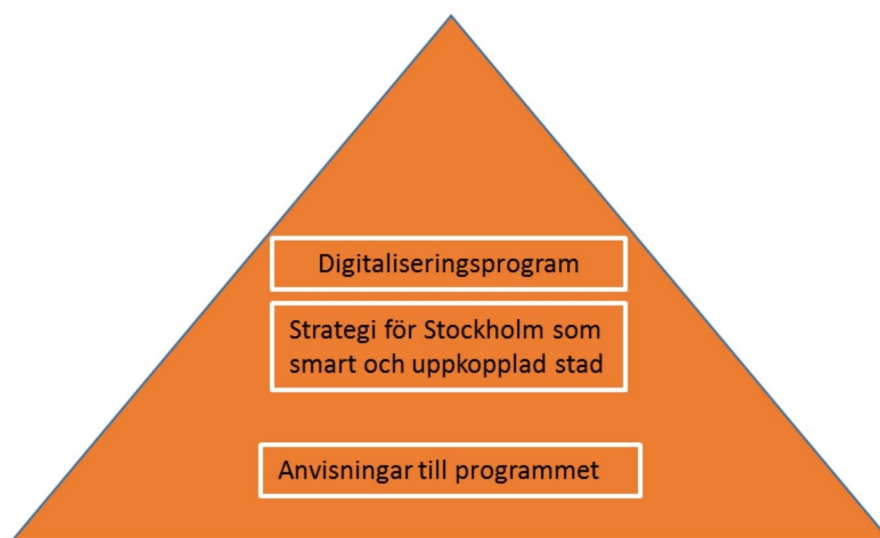 Digitaliseringsprogram
Strategi för Stockholm som
smart och uppkopplad stad
Anvisningar till programmet